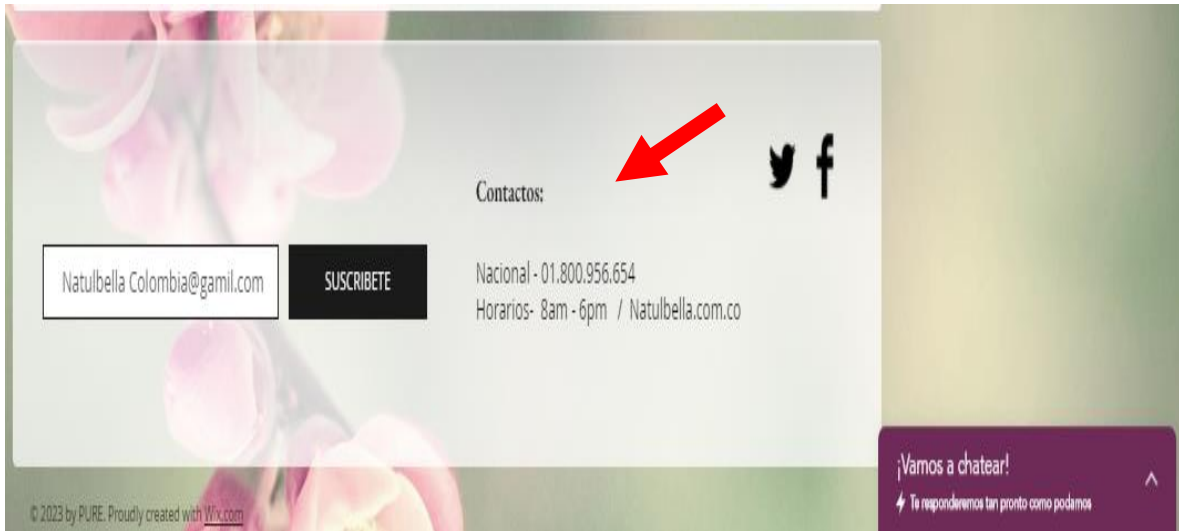 Contactos:
Natulbella Colombia@gamil.com
SUSCRIBETE
Nacional - 01.800.956.654
Horarios- 8am - 6pm / Natulbella.com.co
¡Vamos a chatear!
Te responderemos tan pronto como podamos
© 2023 by PURE. Proudly created with Wix.com